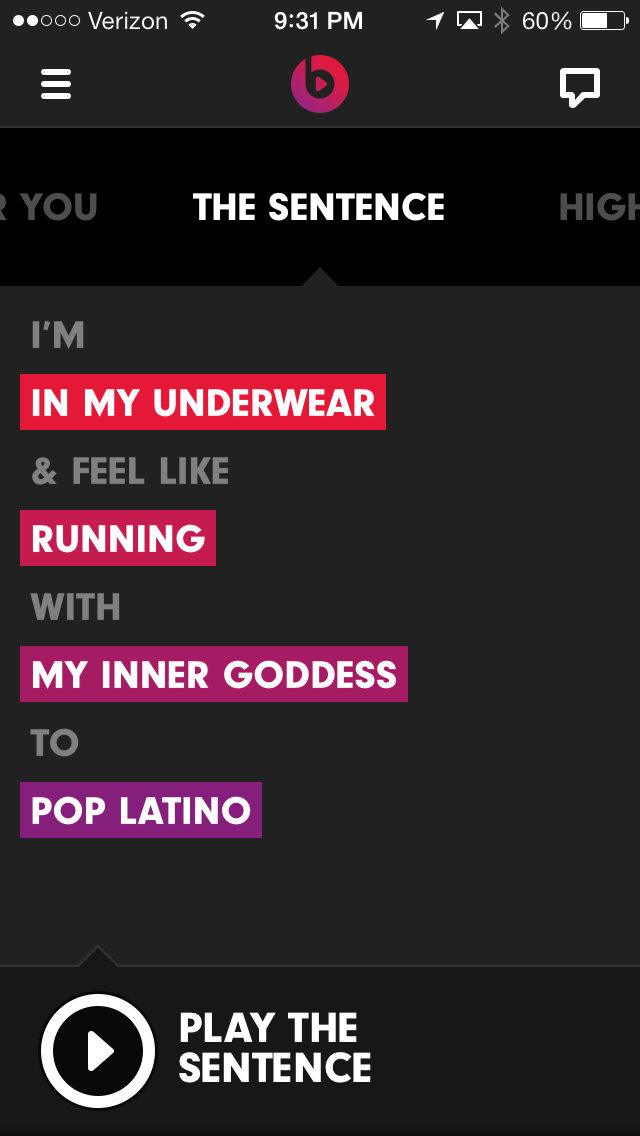 Verizon 9:31 PM 60%
R YOU THE SENTENCE HIGH
I'M
IN MY UNDERWEAR
& FEEL LIKE
RUNNING
WITH
MY INNER GODDESS
TO
POP LATINO
PLAY THE
SENTENCE